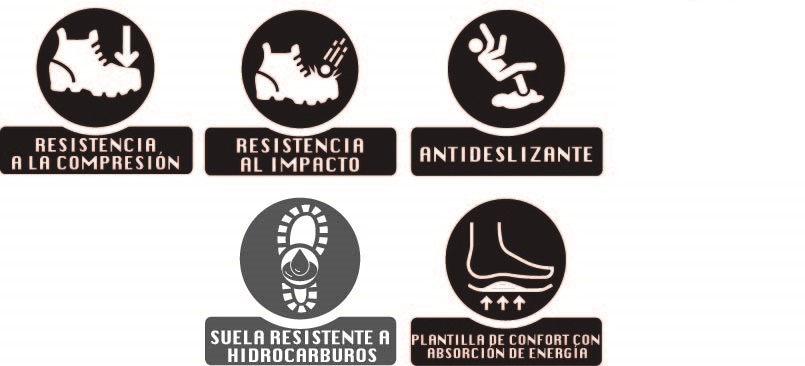 RESISTENCIA
A LA COMPRESIÓN
RESISTENCIA
AL IMPACTO
ANTIDESLIZANTE
SUELA RESISTENTE A
HIDROCARBUROS
PLANTILLA DE CONFORT CON
ABSORCIÓN DE ENERGÍA